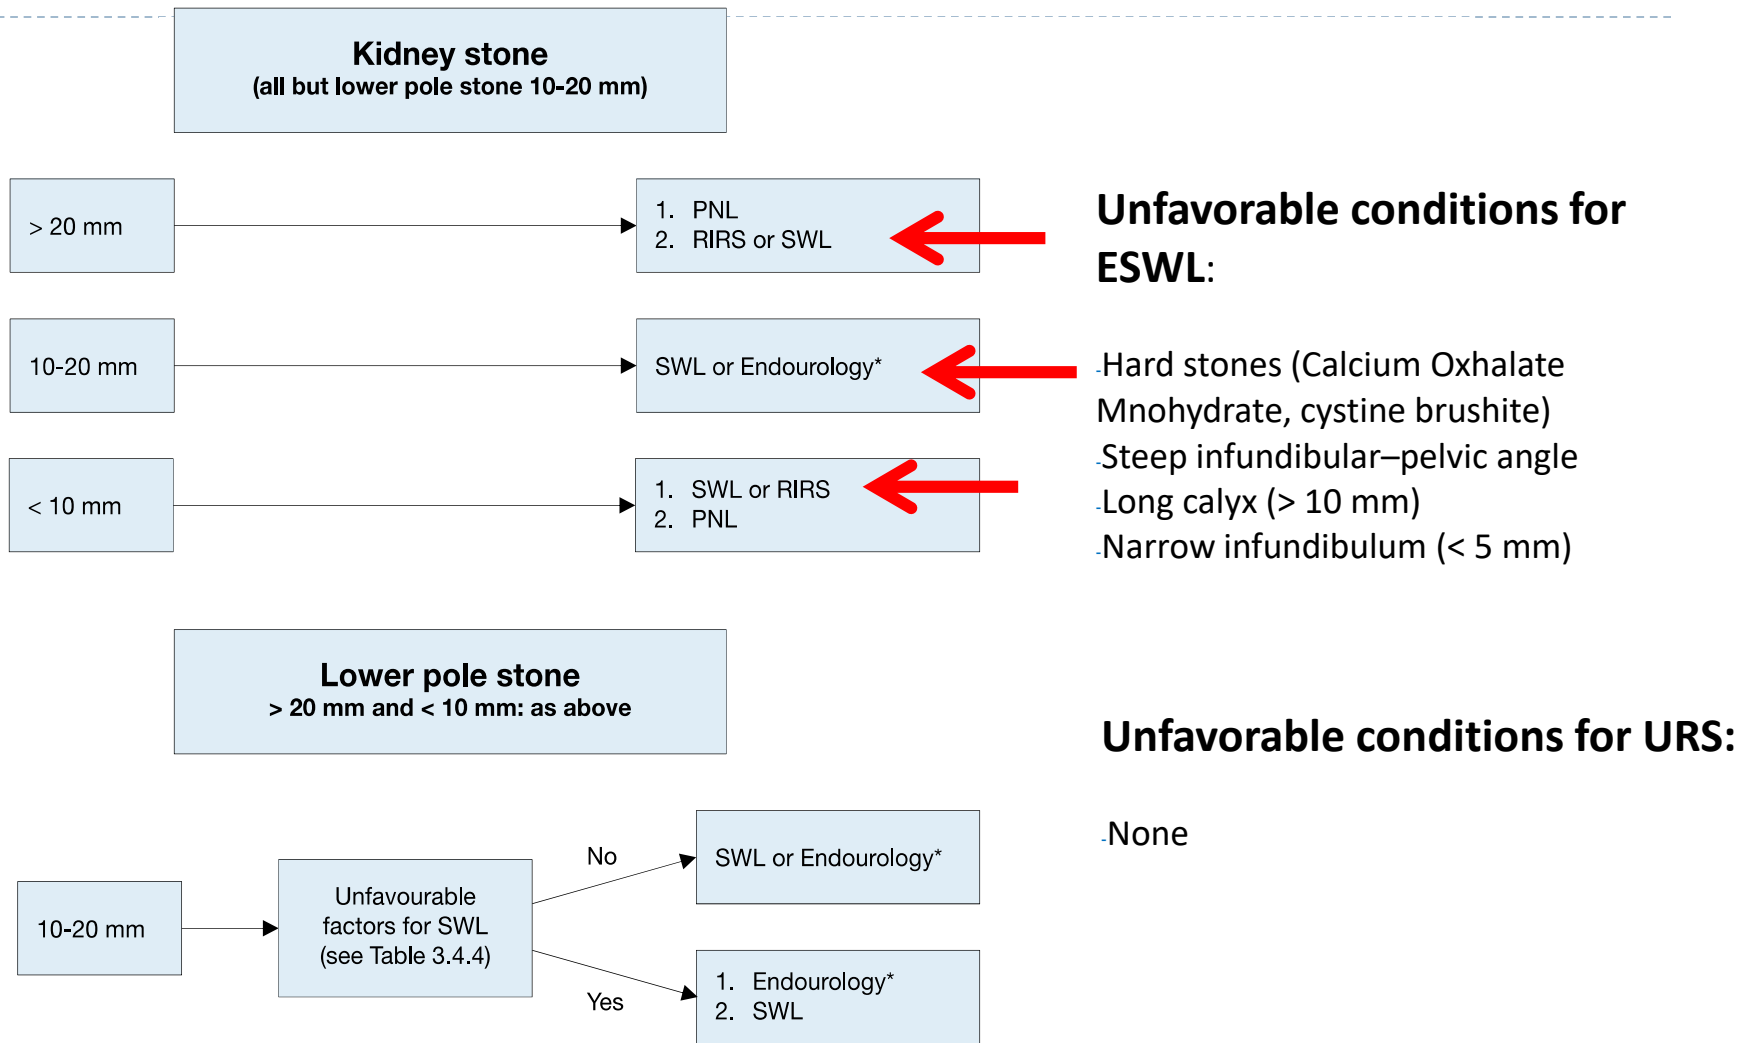 Kidney stone
(all but lower pole stone 10-20 mm)
> 20 mm
1. PNL
2. RIRS or SWL
10-20 mm
SWL or Endourology*
< 10 mm
1. SWL or RIRS
2. PNL
Unfavorable conditions for
ESWL:
-Hard stones (Calcium Oxhalate
Mnohydrate, cystine brushite)
-Steep infundibular–pelvic angle
-Long calyx (> 10 mm)
-Narrow infundibulum (< 5 mm)
Lower pole stone
> 20 mm and < 10 mm: as above
10-20 mm
Unfavourable
factors for SWL
(see Table 3.4.4)
No
SWL or Endourology*
Yes
1. Endourology*
2. SWL
Unfavorable conditions for URS:
-None